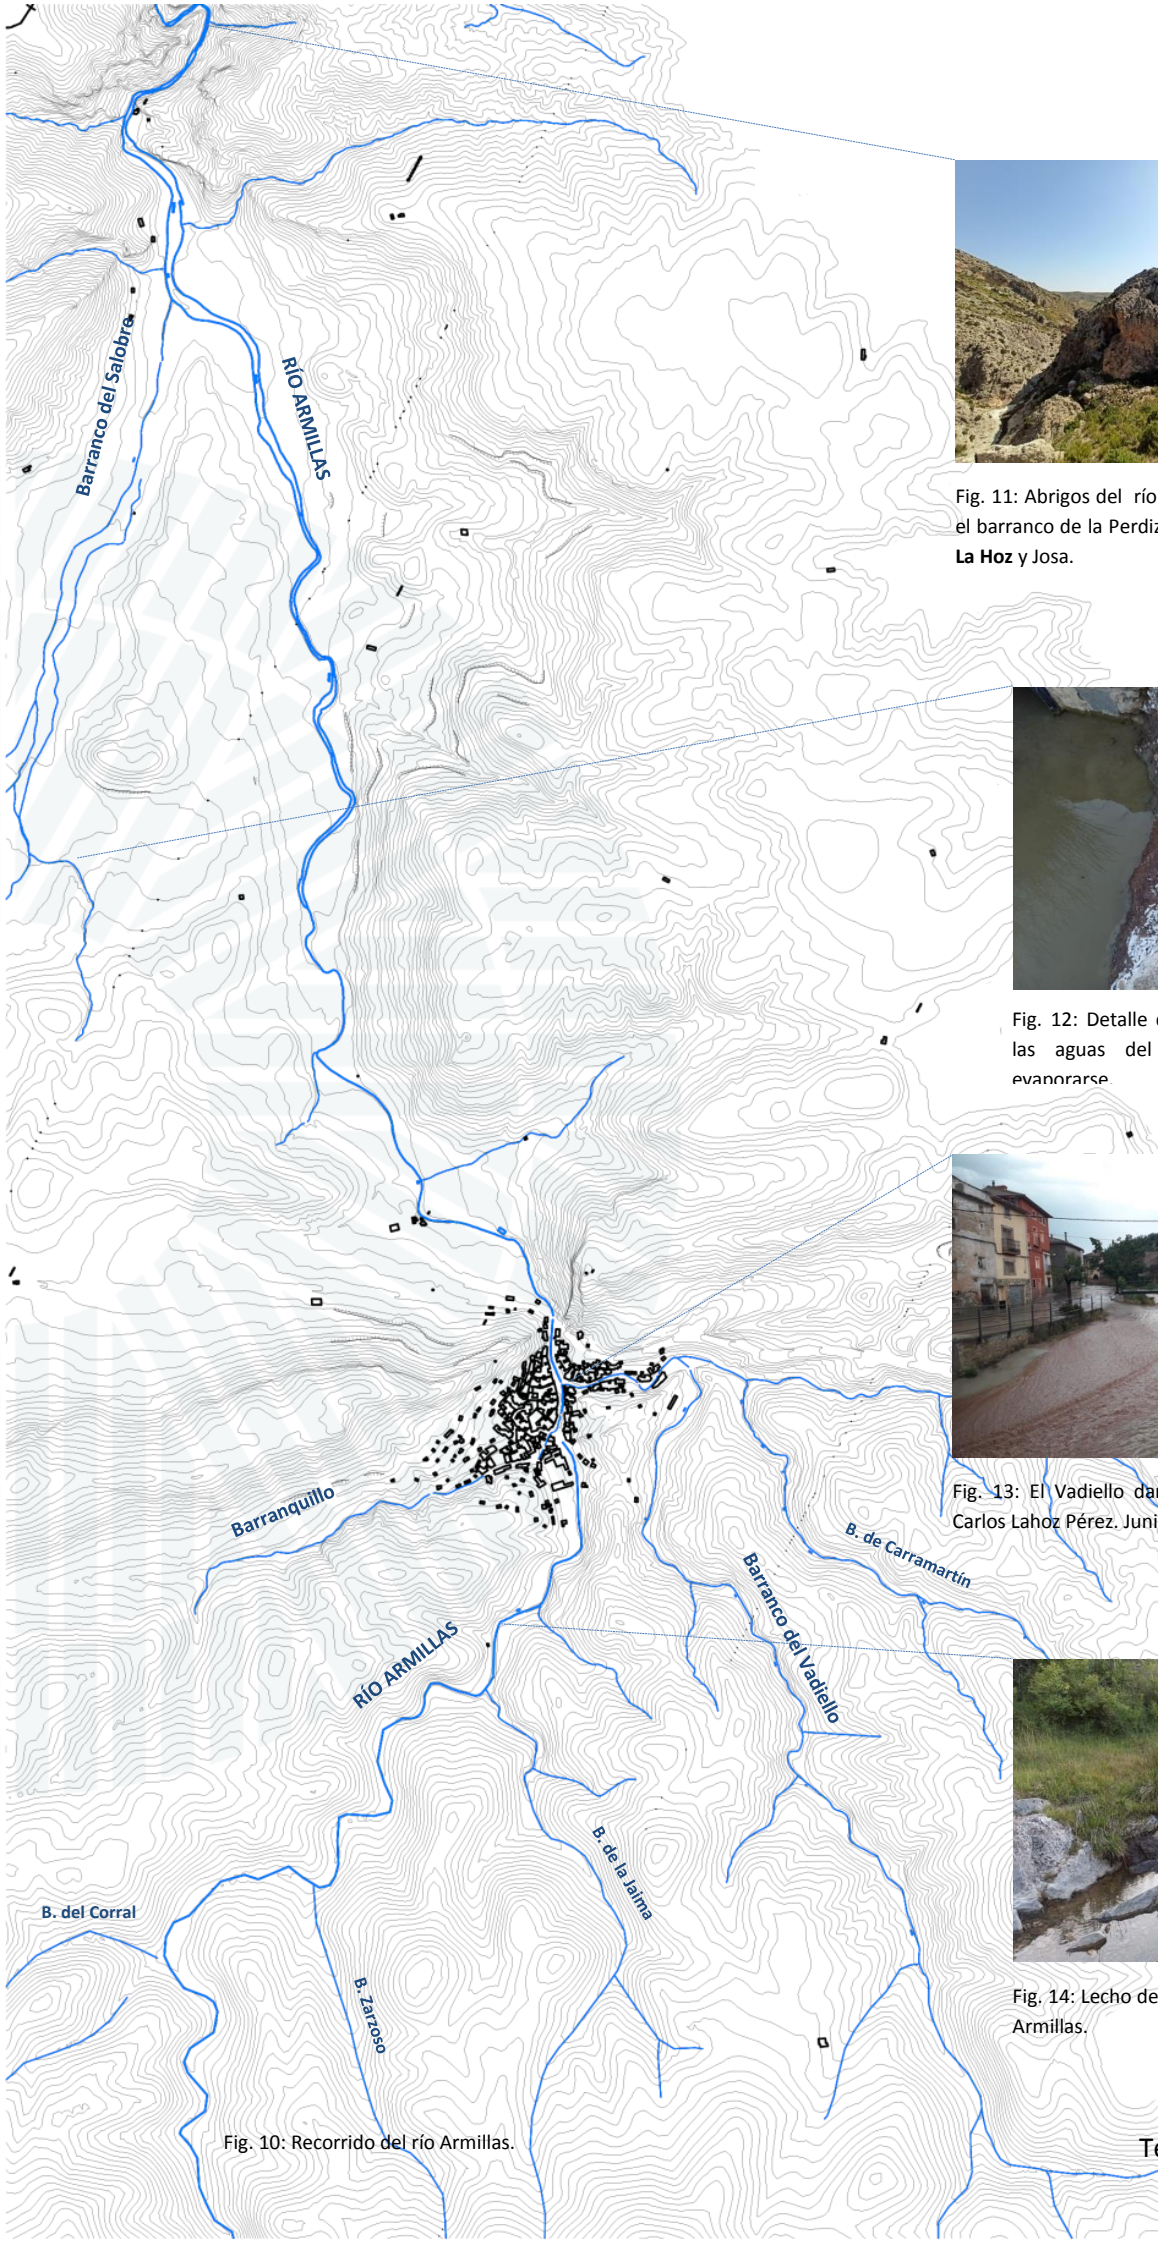 Barranco del Salobre
RÍO ARMILLAS
Fig. 11: Abrigos del río
el barranco de la Perdiz
La Hoz y Josa.
Fig. 12: Detalle
las aguas del
evaporarse.
Fig. 13: El Vadiello
Carlos Lahoz Pérez.
Barranquillo
B. de Carramartín
Barranco del Vadiello
RÍO ARMILLAS
B. de la Jaima
B. del Corral
B. Zarzoso
Fig. 14: Lecho
Armillas.
Fig. 10: Recorrido del río Armillas.